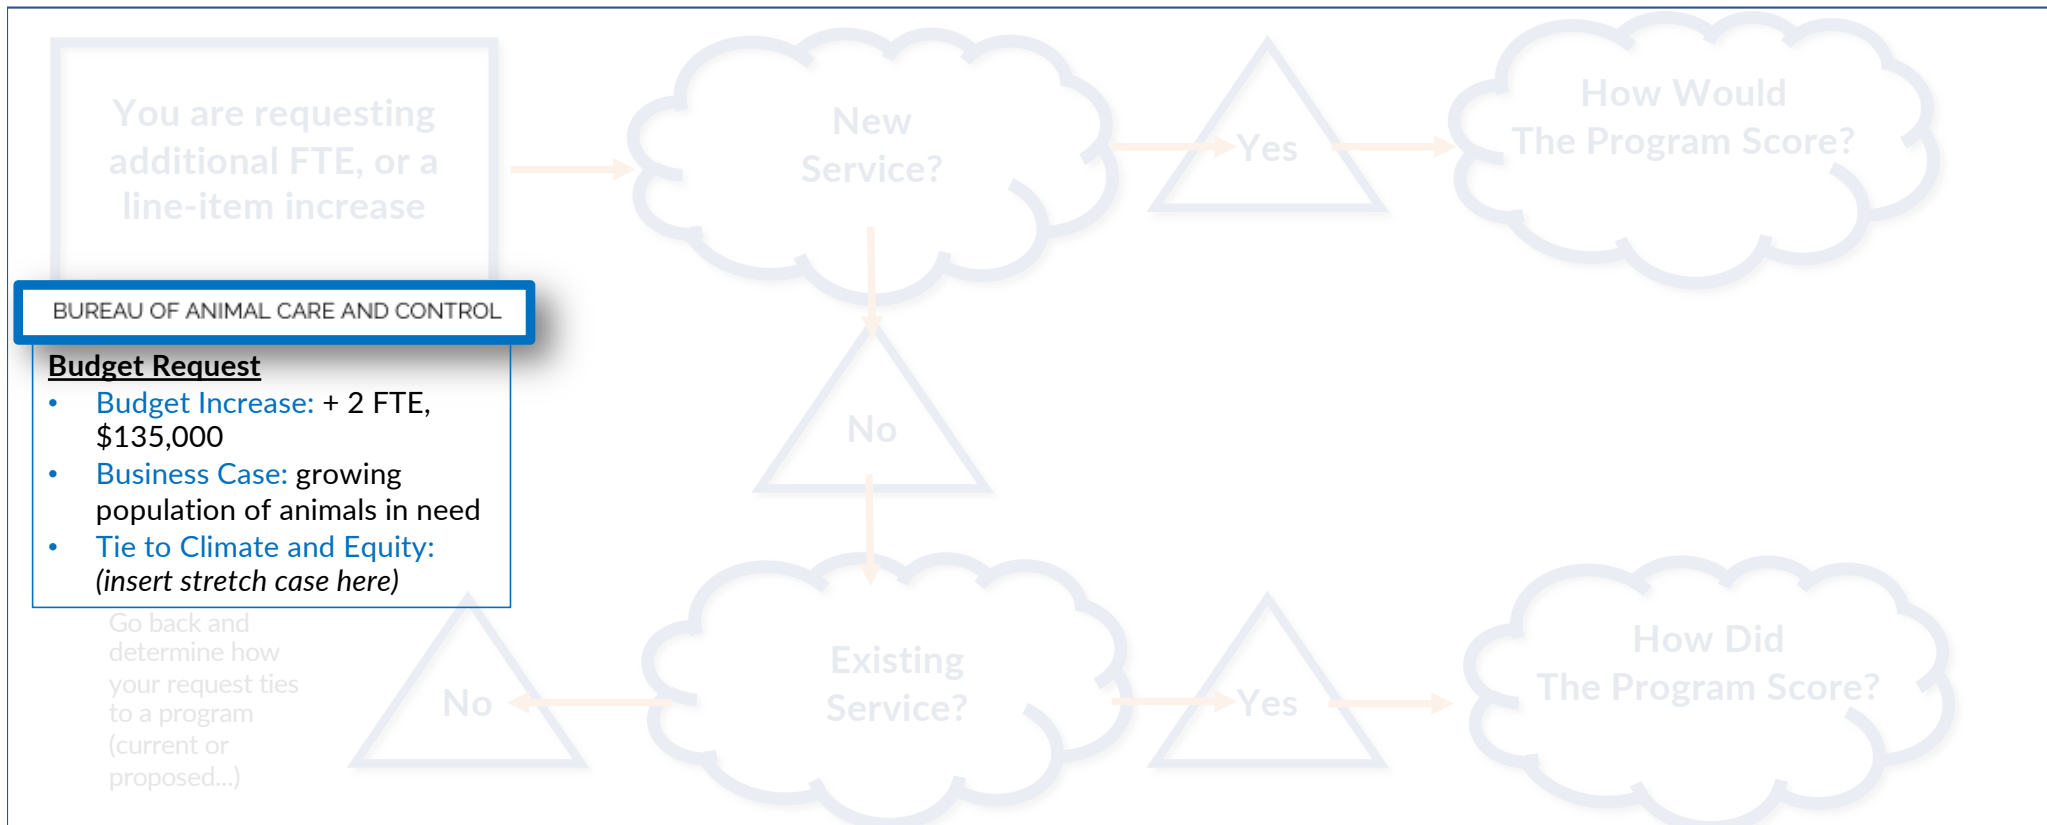 You are requesting
additional FTE, or a
line-item increase
New
Service?
Yes
How Would
The Program Score?
BUREAU OF ANIMAL CARE AND CONTROL
Budget Request
• Budget Increase: + 2 FTE,
$135,000
• Business Case: growing
population of animals in need
• Tie to Climate and Equity:
(insert stretch case here)
No
Go back and
determine how
your request ties
to a program
(current or
proposed...)
No
Existing
Service?
Yes
How Did
The Program Score?